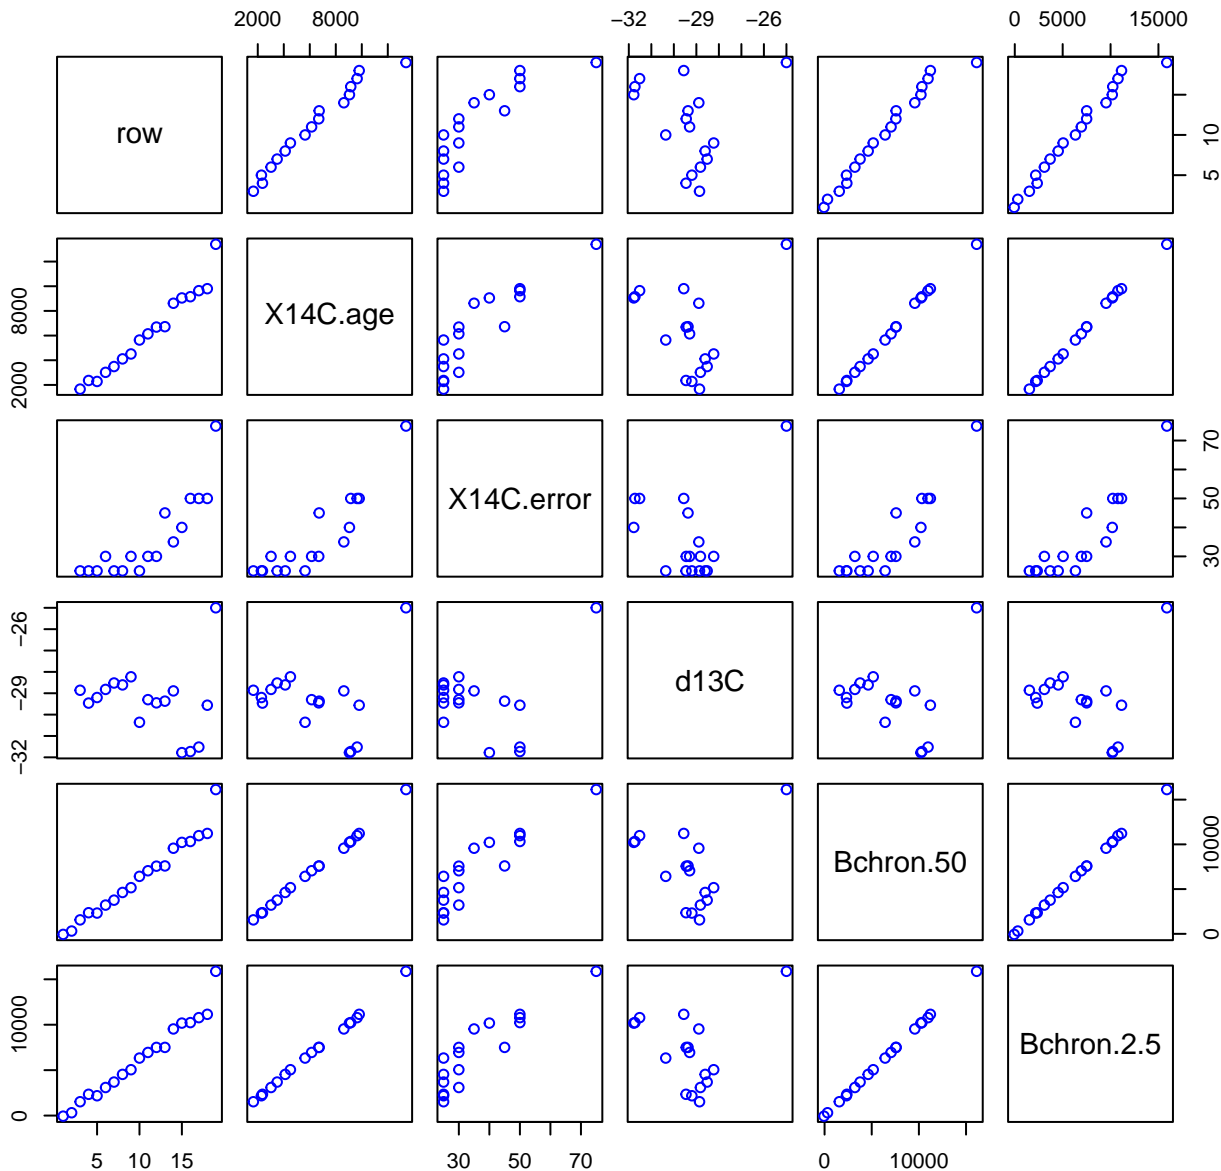 2000 8000 −32 −29 −26 0 5000 15000
row 5 10
2000 8000 X14C.age
X14C.error 30 50 70
−32 −29 −26 d13C
Bchron.50 0 10000
0 10000 Bchron.2.5
5 10 15 30 50 70 0 10000